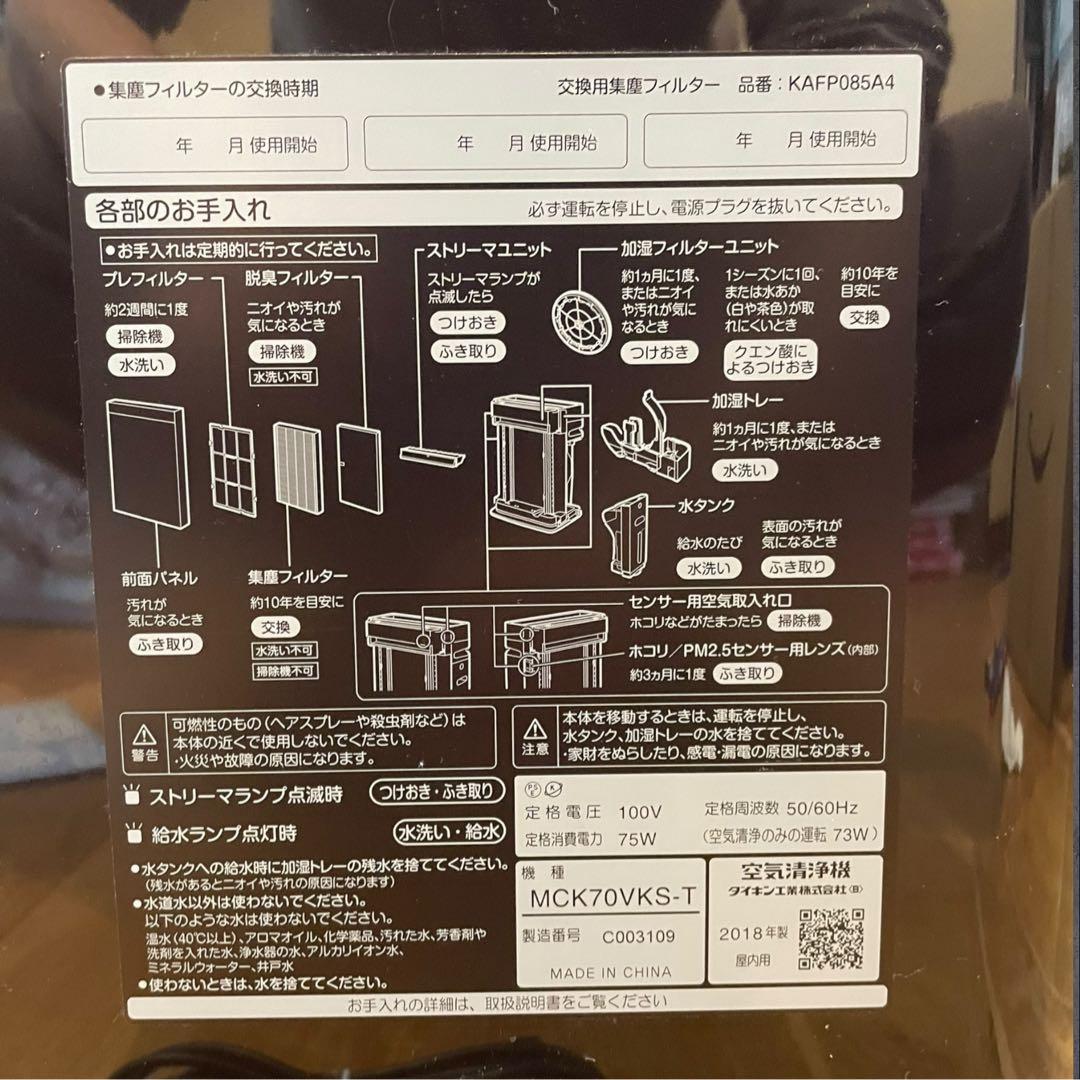 ●集塵フィルターの交換時期
交換用集塵フィルター 品番：KAFP085A4
年 月 使用開始
年 月 使用開始
年 月 使用開始
各部のお手入れ
必ず運転を停止し、電源プラグを抜いてください。
●お手入れは定期的に行ってください。
プレフィルター
約2週間に1度
掃除機
水洗い
脱臭フィルター
ニオイや汚れが
気になるとき
掃除機
水洗い不可
ストリーマユニット
ストリーマランプが
点滅したら
つけおき
ふき取り
加湿フィルターユニット
約1ヵ月に1度、
またはニオイ
や汚れが気に
なるとき
つけおき
1シーズンに1回、
または水あか
(白や茶色)が取
れにくいとき
クエン酸に
よるつけおき
約10年を
目安に
交換
加湿トレー
約1ヵ月に1度、または
ニオイや汚れが気になるとき
水洗い
水タンク
給水のたび
水洗い
表面の汚れが
気になるとき
ふき取り
前面パネル
汚れが
気になるとき
ふき取り
集塵フィルター
約10年を目安に
交換
水洗い不可
掃除機不可
センサー用空気取入れ口
ホコリなどがたまったら 掃除機
ホコリ／PM2.5センサー用レンズ(内部)
約3ヵ月に1度 ふき取り
警告
可燃性のもの(ヘアスプレーや殺虫剤など)は
本体の近くで使用しないでください。
・火災や故障の原因になります。
注意
本体を移動するときは、運転を停止し、
水タンク、加湿トレーの水を捨ててください。
・家財をぬらしたり、感電・漏電の原因になります。
ストリーマランプ点滅時 つけおき・ふき取り
給水ランプ点灯時 水洗い・給水
●水タンクへの給水時に加湿トレーの残水を捨ててください。
(残水があるとニオイや汚れの原因になります)
●水道水以外は使わないでください。
以下のような水は使わないでください。
温水(40℃以上)、アロマオイル、化学薬品、汚れた水、芳香剤や
洗剤を入れた水、浄水器の水、アルカリイオン水、
ミネラルウォーター、井戸水
●使わないときは、水を捨ててください。
PSE
定格電圧 100V 定格周波数 50/60Hz
定格消費電力 75W (空気清浄のみの運転 73W)
機種
MCK70VKS-T
製造番号 C003109
MADE IN CHINA
空気清浄機
ダイキン工業株式会社(B)
2018年製
屋内用
お手入れの詳細は、取扱説明書をご覧ください